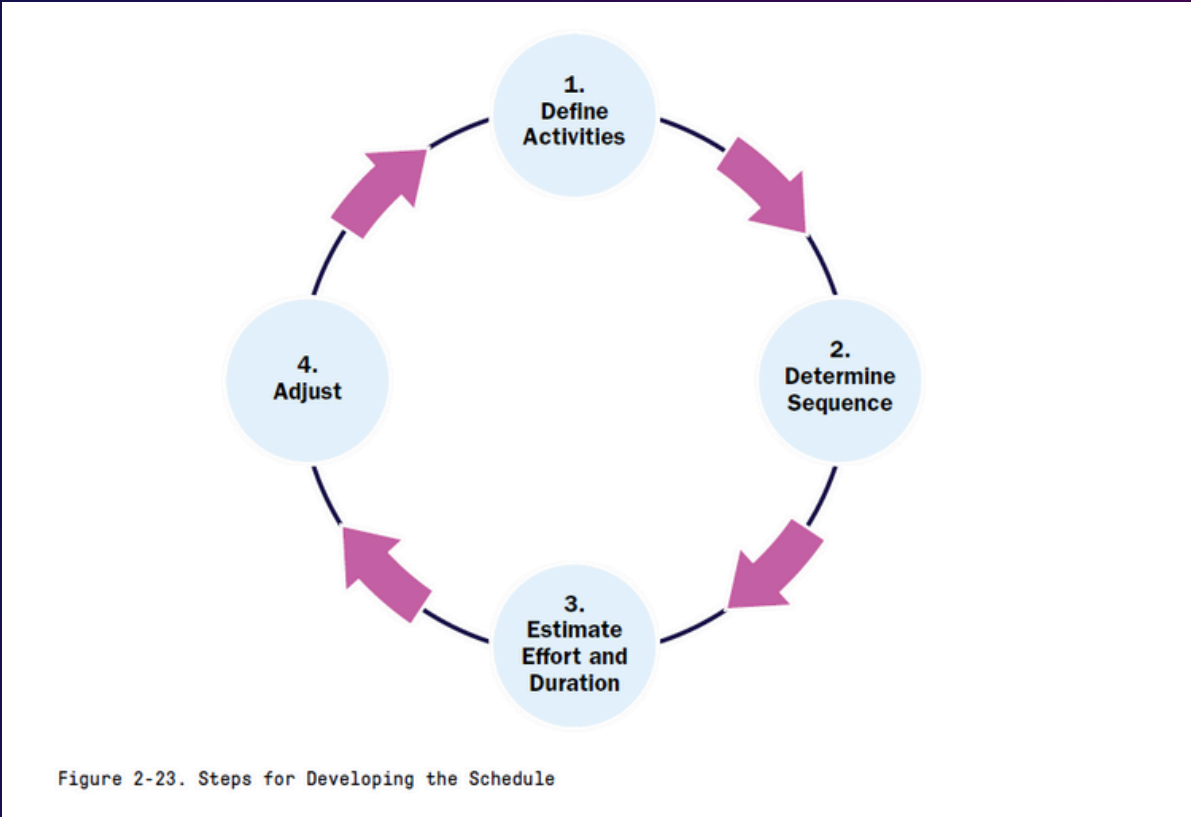 1.
Define
Activities
2.
Determine
Sequence
3.
Estimate
Effort and
Duration
4.
Adjust
Figure 2-23. Steps for Developing the Schedule